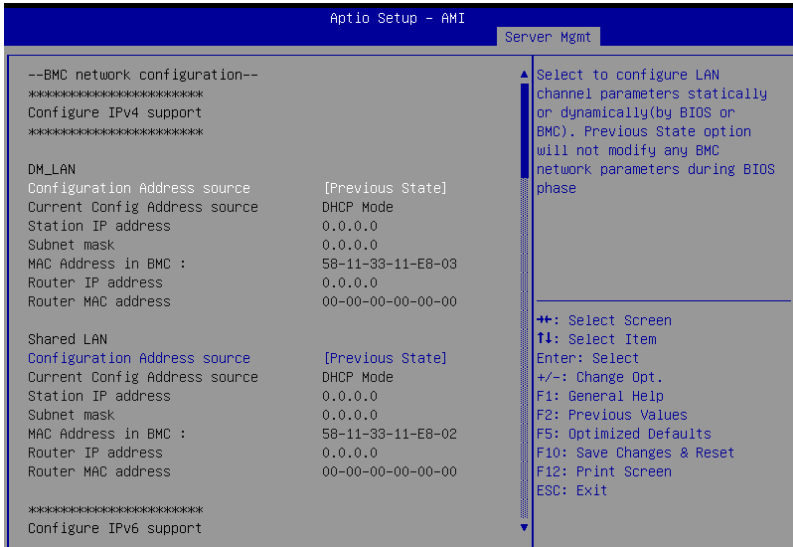 Aptio Setup - AMI
Server Mgmt
--BMC network configuration--
************************
Configure IPv4 support
************************
DM_LAN
Configuration Address source [Previous State]
Current Config Address source DHCP Mode
Station IP address 0.0.0.0
Subnet mask 0.0.0.0
MAC Address in BMC : 58-11-33-11-E8-03
Router IP address 0.0.0.0
Router MAC address 00-00-00-00-00-00
Shared LAN
Configuration Address source [Previous State]
Current Config Address source DHCP Mode
Station IP address 0.0.0.0
Subnet mask 0.0.0.0
MAC Address in BMC : 58-11-33-11-E8-02
Router IP address 0.0.0.0
Router MAC address 00-00-00-00-00-00
************************
Configure IPv6 support
Select to configure LAN
channel parameters statically
or dynamically(by BIOS or
BMC). Previous State option
will not modify any BMC
network parameters during BIOS
phase
→←: Select Screen
↑↓: Select Item
Enter: Select
+/-: Change Opt.
F1: General Help
F2: Previous Values
F5: Optimized Defaults
F10: Save Changes & Reset
F12: Print Screen
ESC: Exit